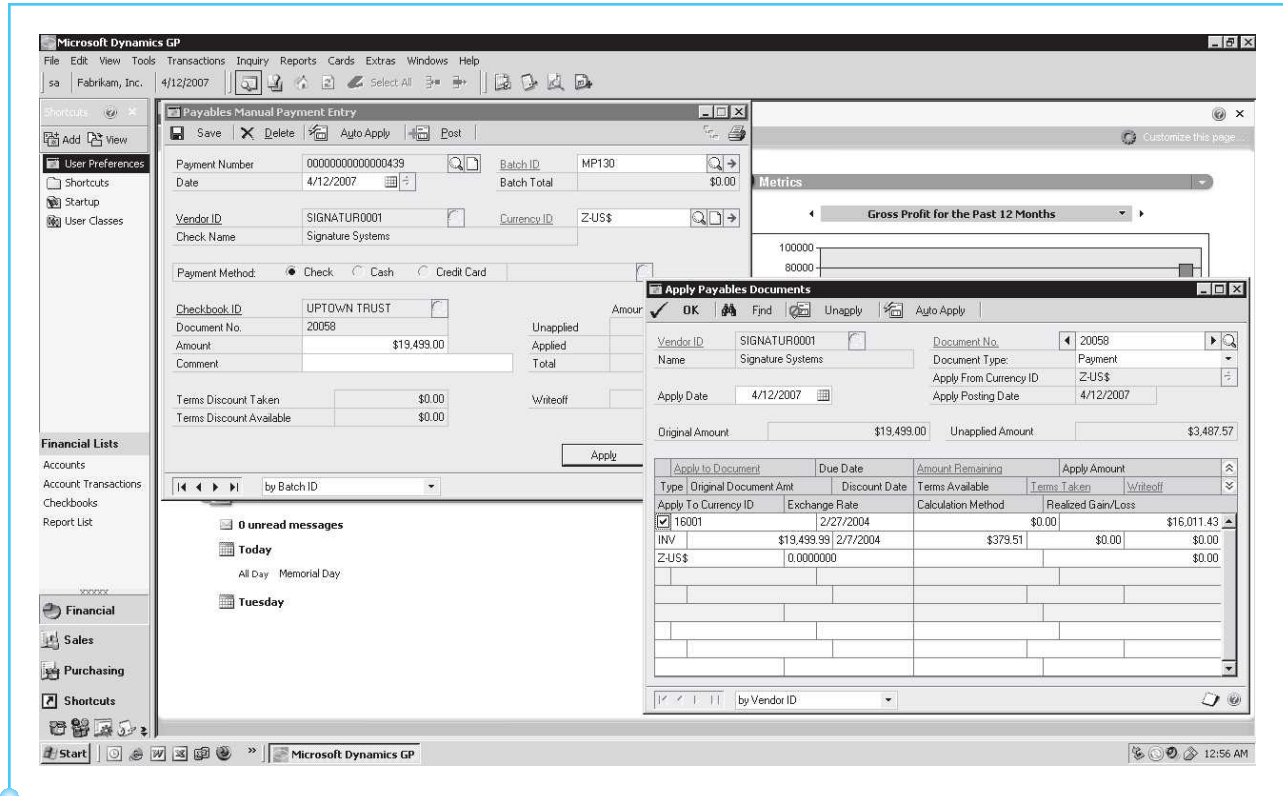 Microsoft Dynamics GP
File Edit View Tools Transactions Inquiry Reports Cards Extras Windows Help
sa Fabrikam, Inc. 4/12/2007 Select All
Shortcuts
Add View
User Preferences
Shortcuts
Startup
User Classes
Financial Lists
Accounts
Account Transactions
Checkbooks
Report List
Financial
Sales
Purchasing
Shortcuts
Payables Manual Payment Entry
Save Delete Auto Apply Post
Payment Number 00000000000000439 Batch ID MP130
Date 4/12/2007 Batch Total $0.00
Vendor ID SIGNATUR0001 Currency ID Z-US$
Check Name Signature Systems
Payment Method: Check Cash Credit Card
Checkbook ID UPTOWN TRUST Amour
Document No. 20058 Unapplied
Amount $19,499.00 Applied
Comment Total
Terms Discount Taken $0.00 Writeoff
Terms Discount Available $0.00
Apply
by Batch ID
Customize this page...
Metrics
Gross Profit for the Past 12 Months
100000
80000
0 unread messages
Today
All Day Memorial Day
Tuesday
Apply Payables Documents
OK Find Unapply Auto Apply
Vendor ID SIGNATUR0001 Document No. 20058
Name Signature Systems Document Type: Payment
Apply From Currency ID Z-US$
Apply Date 4/12/2007 Apply Posting Date 4/12/2007
Original Amount $19,499.00 Unapplied Amount $3,487.57
Apply to Document Due Date Amount Remaining Apply Amount
Type Original Document Amt Discount Date Terms Available Terms Taken Writeoff
Apply To Currency ID Exchange Rate Calculation Method Realized Gain/Loss
16001 2/27/2004 $0.00 $16,011.43
INV $19,499.99 2/7/2004 $379.51 $0.00 $0.00
Z-US$ 0.0000000 $0.00
by Vendor ID
Start Microsoft Dynamics GP 12:56 AM